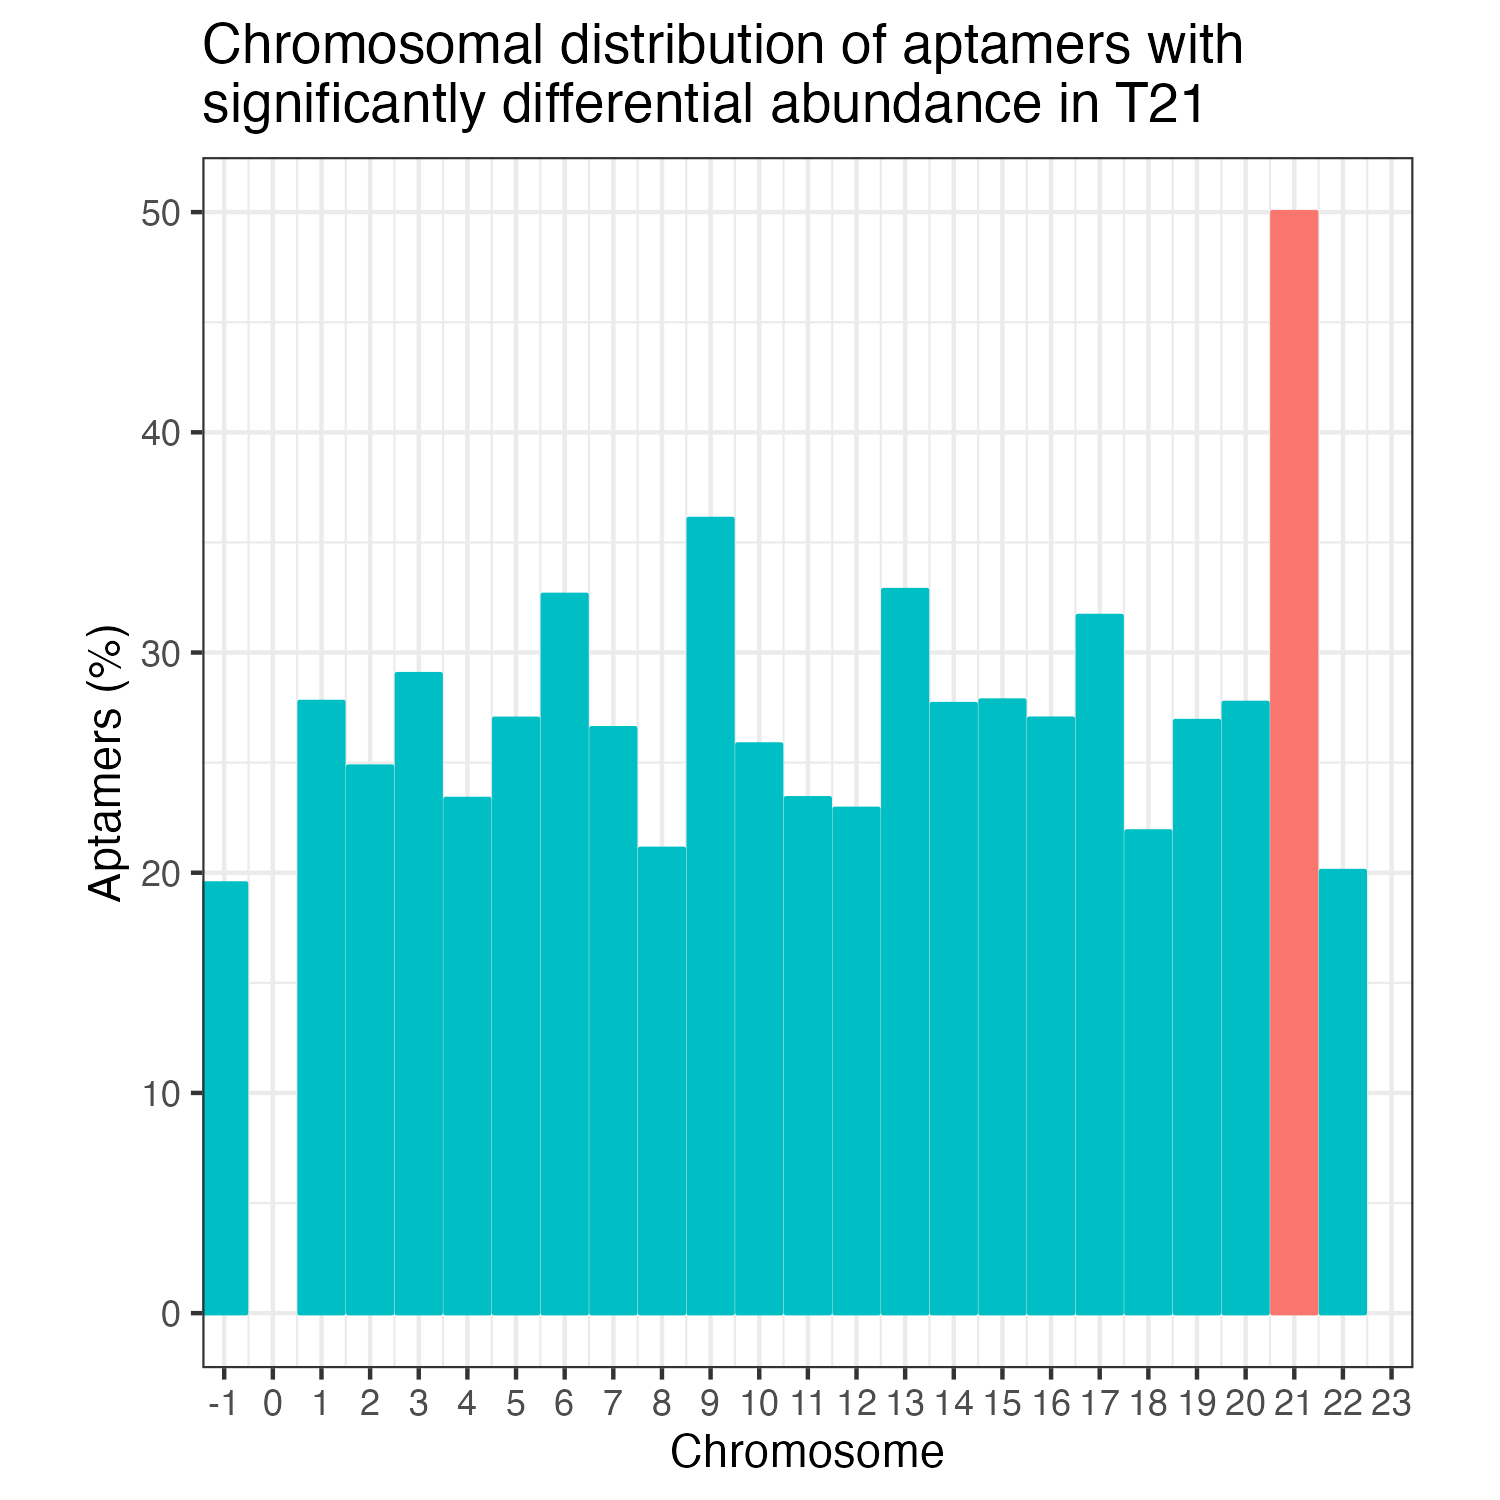 Chromosomal distribution of aptamers with
significantly differential abundance in T21
Aptamers (%)
50
40
30
20
10
0
-1 0 1 2 3 4 5 6 7 8 9 10 11 12 13 14 15 16 17 18 19 20 21 22 23
Chromosome